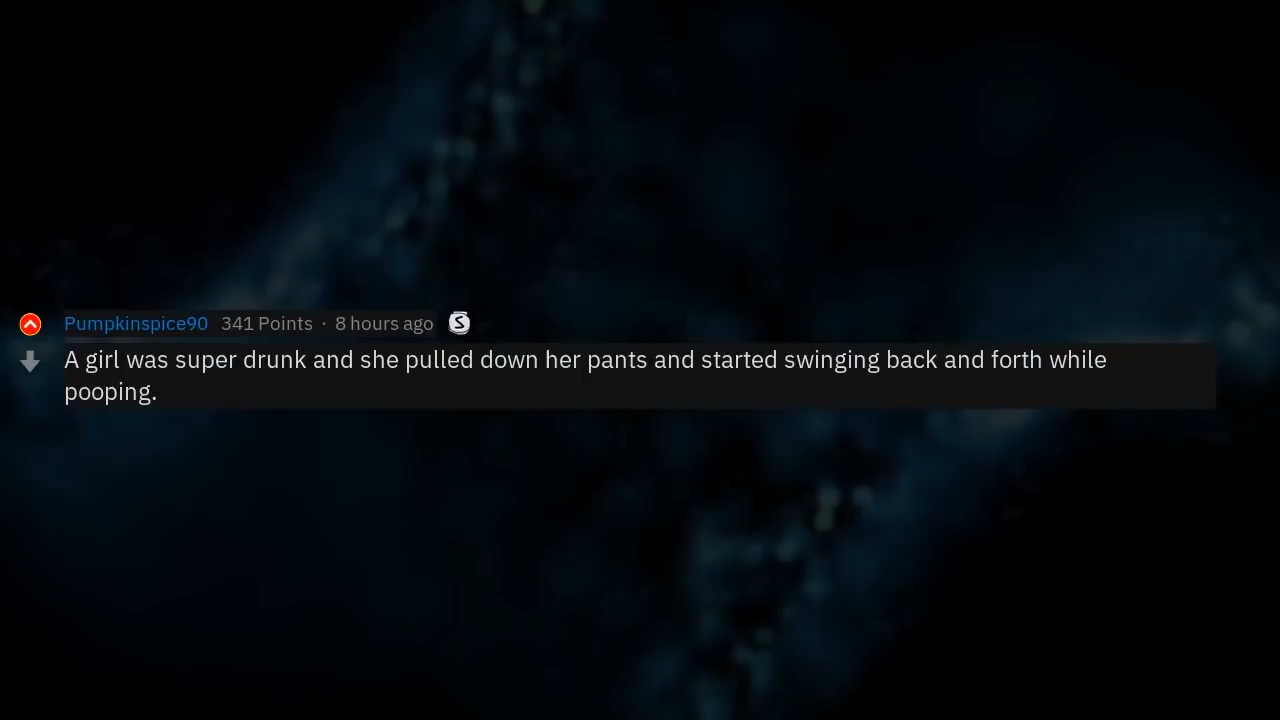 Pumpkinspice90 341 Points · 8 hours ago S
A girl was super drunk and she pulled down her pants and started swinging back and forth while
pooping.